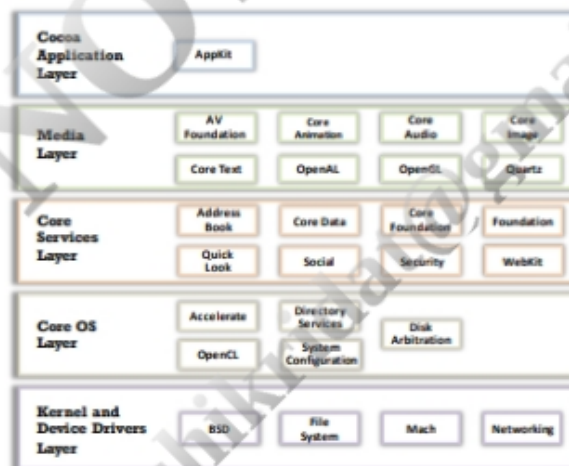 Cocoa
Application
Layer
AppKit
Media
Layer
AV
Foundation
Core
Animation
Core
Audio
Core
Image
Core Text
OpenAL
OpenGL
Quartz
Core
Services
Layer
Address
Book
Core Data
Core
Foundation
Foundation
Quick
Look
Social
Security
WebKit
Core OS
Layer
Accelerate
Directory
Services
Disk
Arbitration
OpenCL
System
Configuration
Kernel and
Device Drivers
Layer
BSD
File
System
Mach
Networking